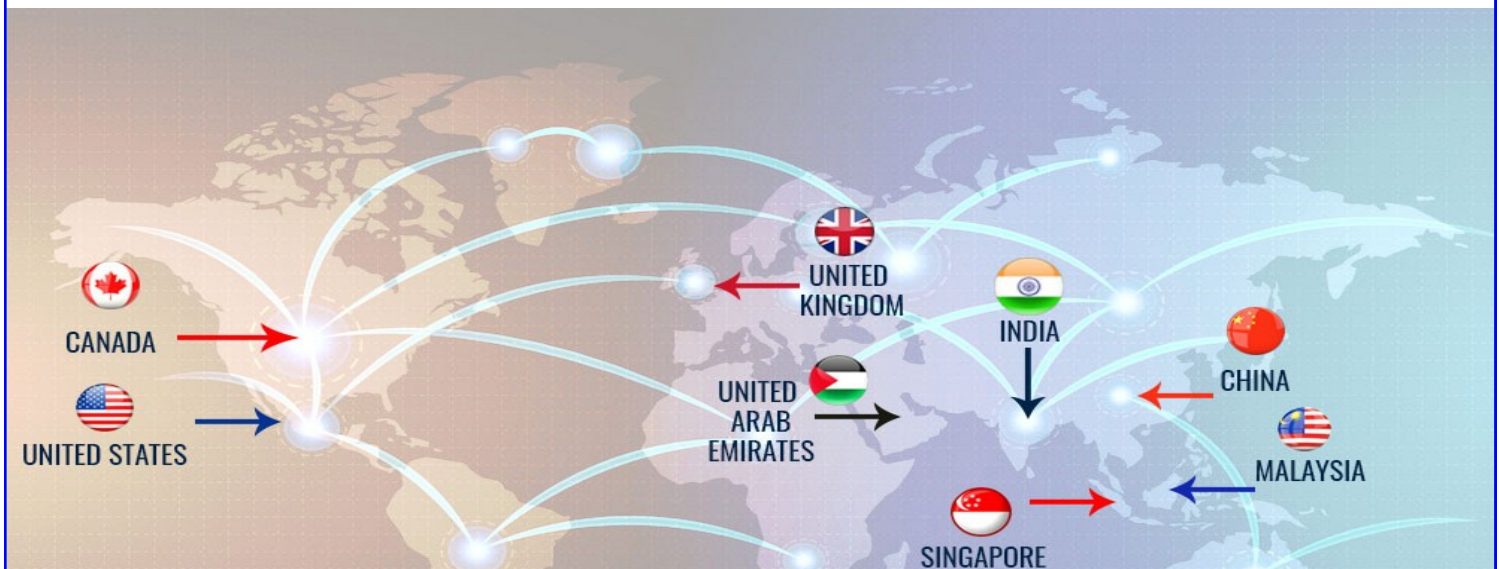 CANADA
UNITED STATES
UNITED
KINGDOM
UNITED
ARAB
EMIRATES
INDIA
CHINA
MALAYSIA
SINGAPORE